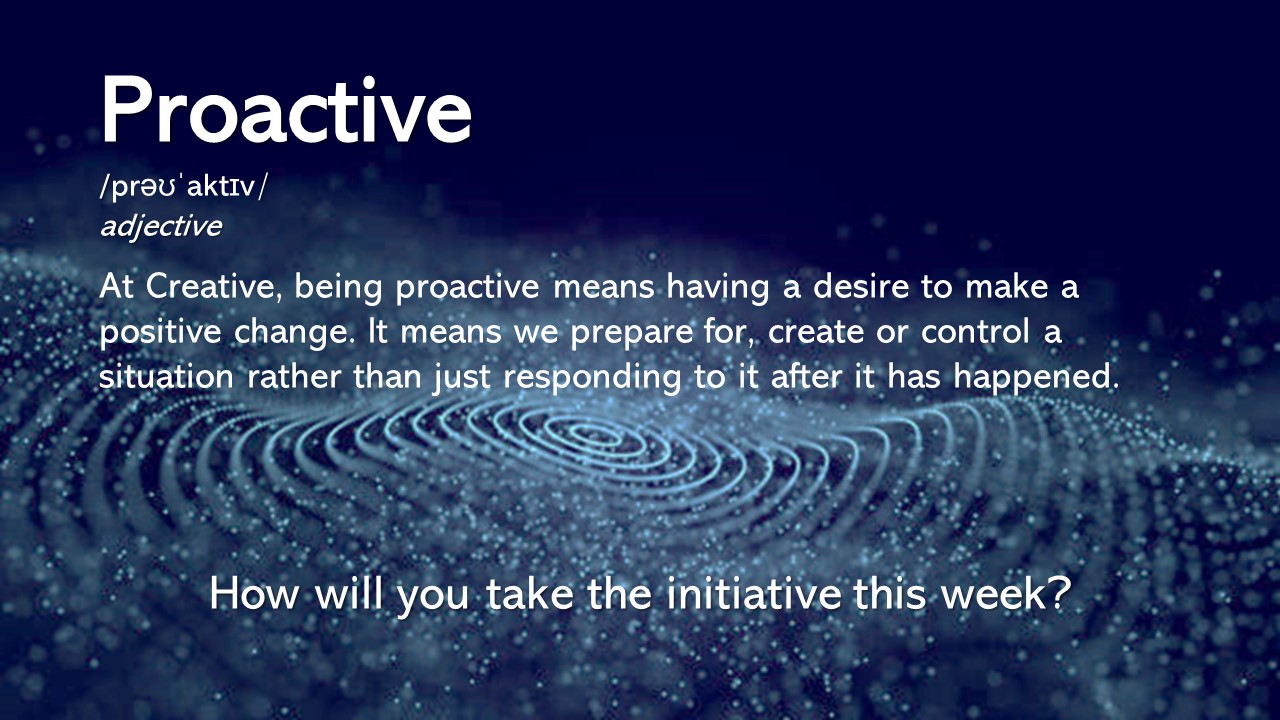 Proactive
/prəʊˈaktɪv/
adjective
At Creative, being proactive means having a desire to make a
positive change. It means we prepare for, create or control a
situation rather than just responding to it after it has happened.
How will you take the initiative this week?